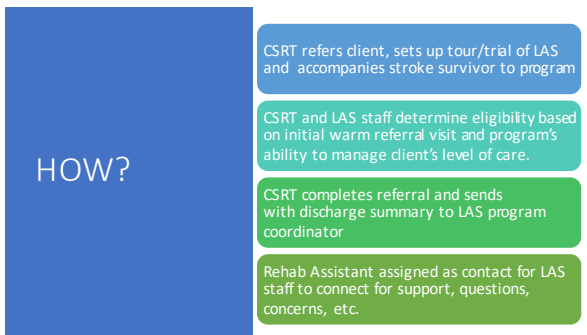 HOW?
CSRT refers client, sets up tour/trial of LAS
and accompanies stroke survivor to program
CSRT and LAS staff determine eligibility based
on initial warm referral visit and program's
ability to manage client's level of care.
CSRT completes referral and sends
with discharge summary to LAS program
coordinator
Rehab Assistant assigned as contact for LAS
staff to connect for support, questions,
concerns, etc.